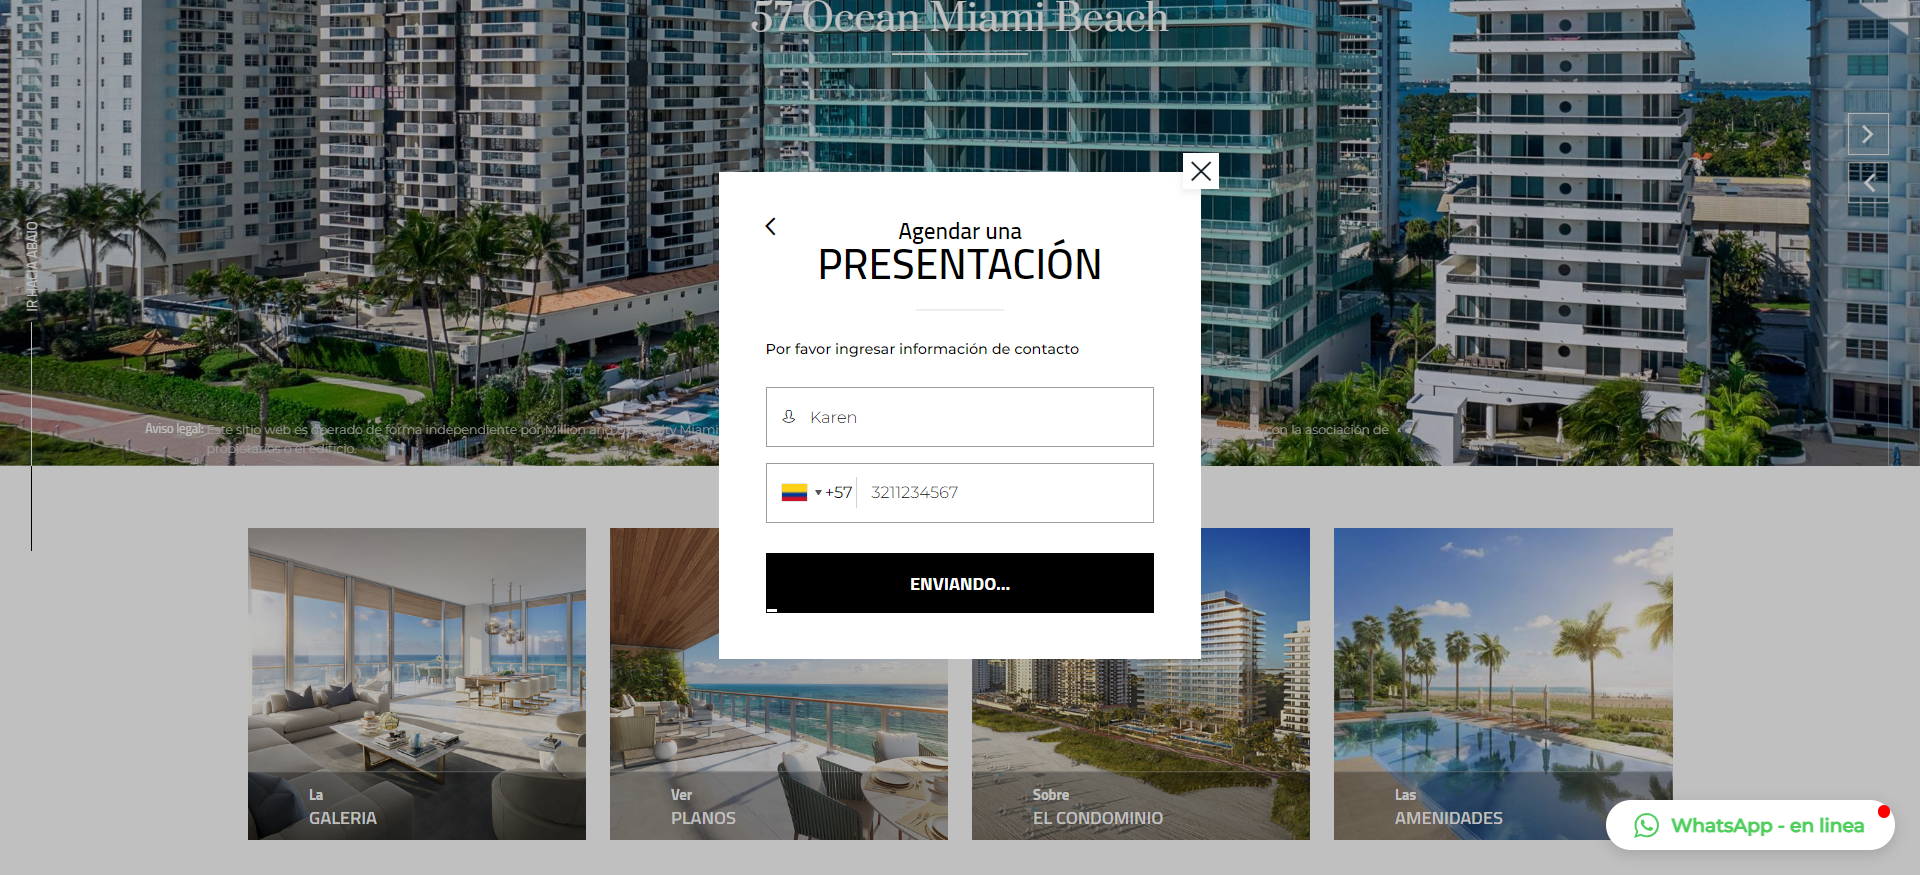 57 Ocean Miami Beach
IR HACIA ABAJO
Agendar una
PRESENTACIÓN
Por favor ingresar información de contacto
Karen
+57 3211234567
ENVIANDO...
Aviso legal: Este sitio web es operado de forma independiente por Million and Miami con la asociación de
propietarios o el edificio.
La
GALERIA
Ver
PLANOS
Sobre
EL CONDOMINIO
Las
AMENIDADES
WhatsApp - en linea